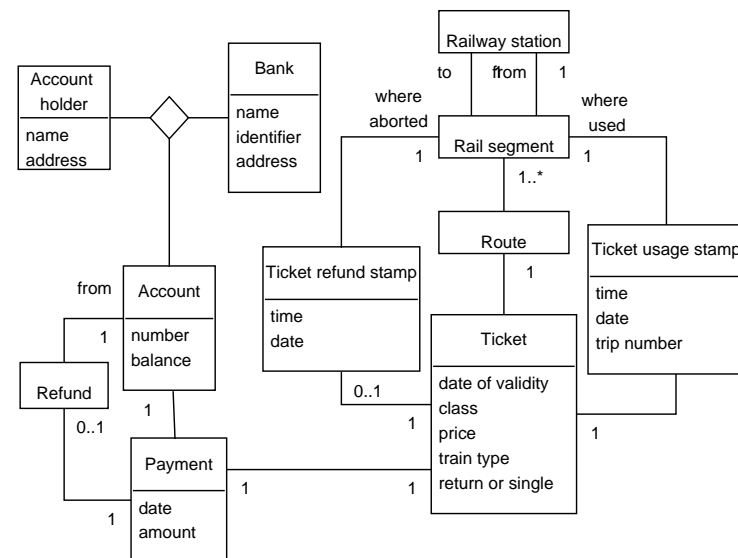 Railway station
to
from
1
Account
holder
name
address
Bank
name
identifier
address
where
aborted
1
Rail segment
where
used
1
1..*
Route
1
Ticket refund stamp
time
date
Ticket usage stamp
time
date
trip number
from
1
Account
number
balance
Refund
0..1
1
Ticket
date of validity
class
price
train type
return or single
0..1
1
1
Payment
date
amount
1
1
1